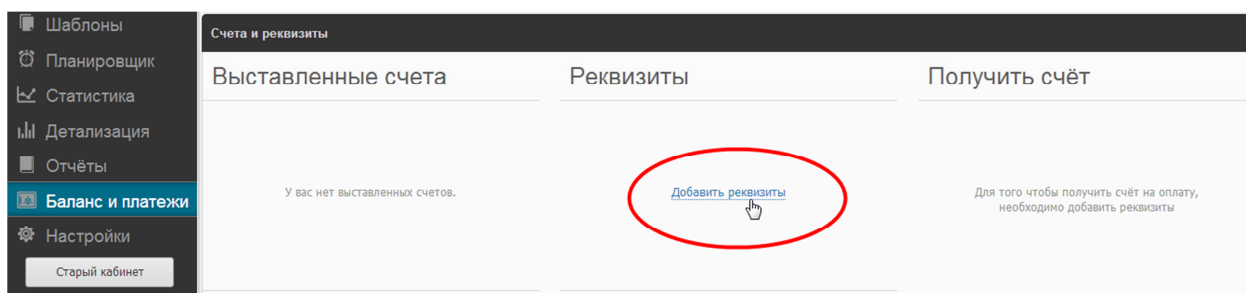 Шаблоны
Планировщик
Статистика
Детализация
Отчёты
Баланс и платежи
Настройки
Старый кабинет
Счета и реквизиты
Выставленные счета
У вас нет выставленных счетов.
Реквизиты
Добавить реквизиты
Получить счёт
Для того чтобы получить счёт на оплату,
необходимо добавить реквизиты